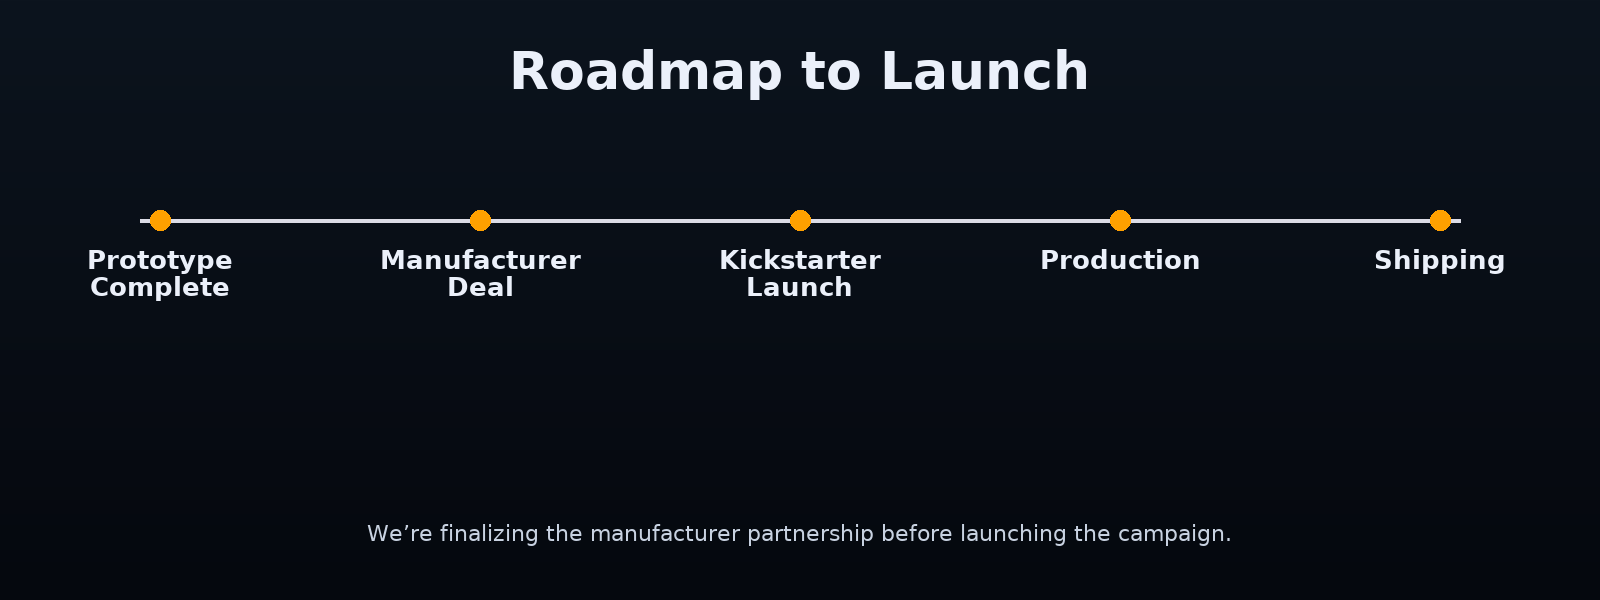 Roadmap to Launch
Prototype
Complete
Manufacturer
Deal
Kickstarter
Launch
Production
Shipping
We’re finalizing the manufacturer partnership before launching the campaign.